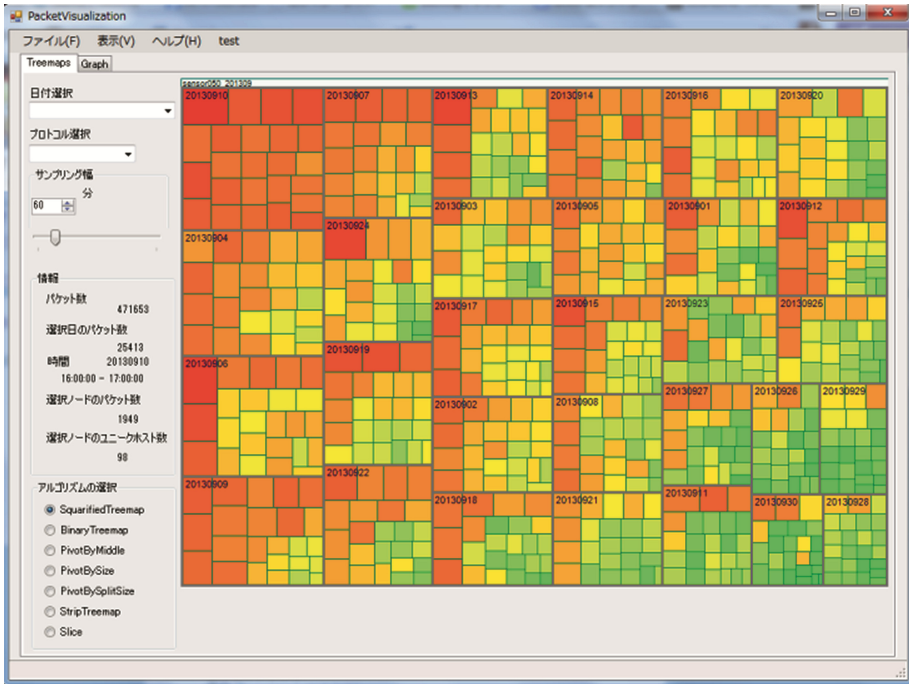 PacketVisualization
ファイル(F) 表示(V) ヘルプ(H) test
Treemaps Graph
日付選択
プロトコル選択
サンプリング幅
60 分
情報
パケット数
471653
選択日のパケット数
25413
時間 20130910
16:00:00 - 17:00:00
選択ノードのパケット数
1949
選択ノードのユニークホスト数
98
アルゴリズムの選択
SquarifiedTreemap
BinaryTreemap
PivotByMiddle
PivotBySize
PivotBySplitSize
StripTreemap
Slice
sensor050_201309
20130910 20130907 20130913 20130914 20130916 20130920
20130903 20130905 20130901 20130912
20130904 20130924
20130917 20130915 20130923 20130925
20130906 20130919
20130902 20130908 20130927 20130926 20130929
20130909 20130922
20130918 20130921 20130911 20130930 20130928